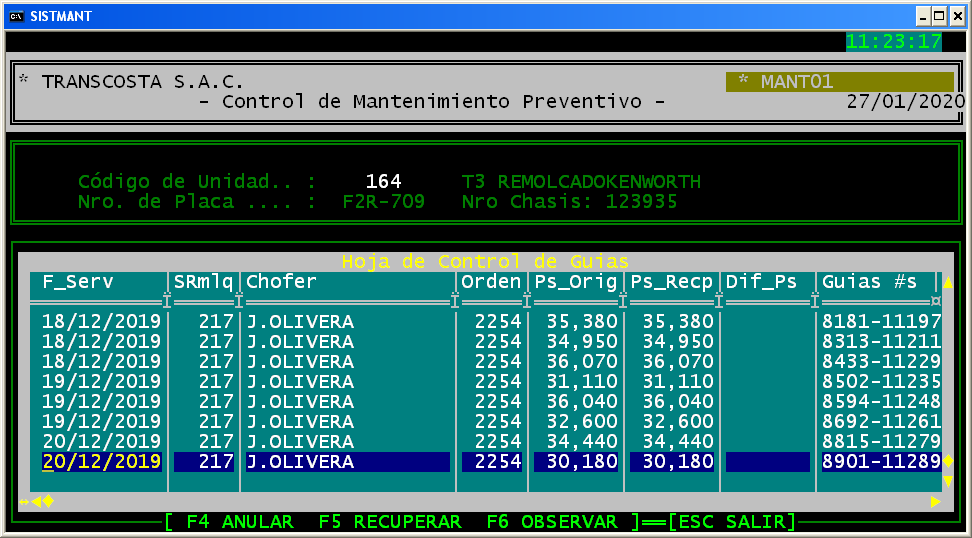 SISTMANT
11:23:17
* TRANSCOSTA S.A.C. * MANT01
- Control de Mantenimiento Preventivo - 27/01/2020
Código de Unidad.. : 164 T3 REMOLCADOKENWORTH
Nro. de Placa .... : F2R-709 Nro Chasis: 123935
Hoja de Control de Guias
F_Serv SRmlq Chofer Orden Ps_Orig Ps_Recp Dif_Ps Guias #s
18/12/2019 217 J.OLIVERA 2254 35,380 35,380 8181-11197
18/12/2019 217 J.OLIVERA 2254 34,950 34,950 8313-11211
18/12/2019 217 J.OLIVERA 2254 36,070 36,070 8433-11229
19/12/2019 217 J.OLIVERA 2254 31,110 31,110 8502-11235
19/12/2019 217 J.OLIVERA 2254 36,040 36,040 8594-11248
19/12/2019 217 J.OLIVERA 2254 32,600 32,600 8692-11261
20/12/2019 217 J.OLIVERA 2254 34,440 34,440 8815-11279
20/12/2019 217 J.OLIVERA 2254 30,180 30,180 8901-11289
[ F4 ANULAR F5 RECUPERAR F6 OBSERVAR ]══[ESC SALIR]